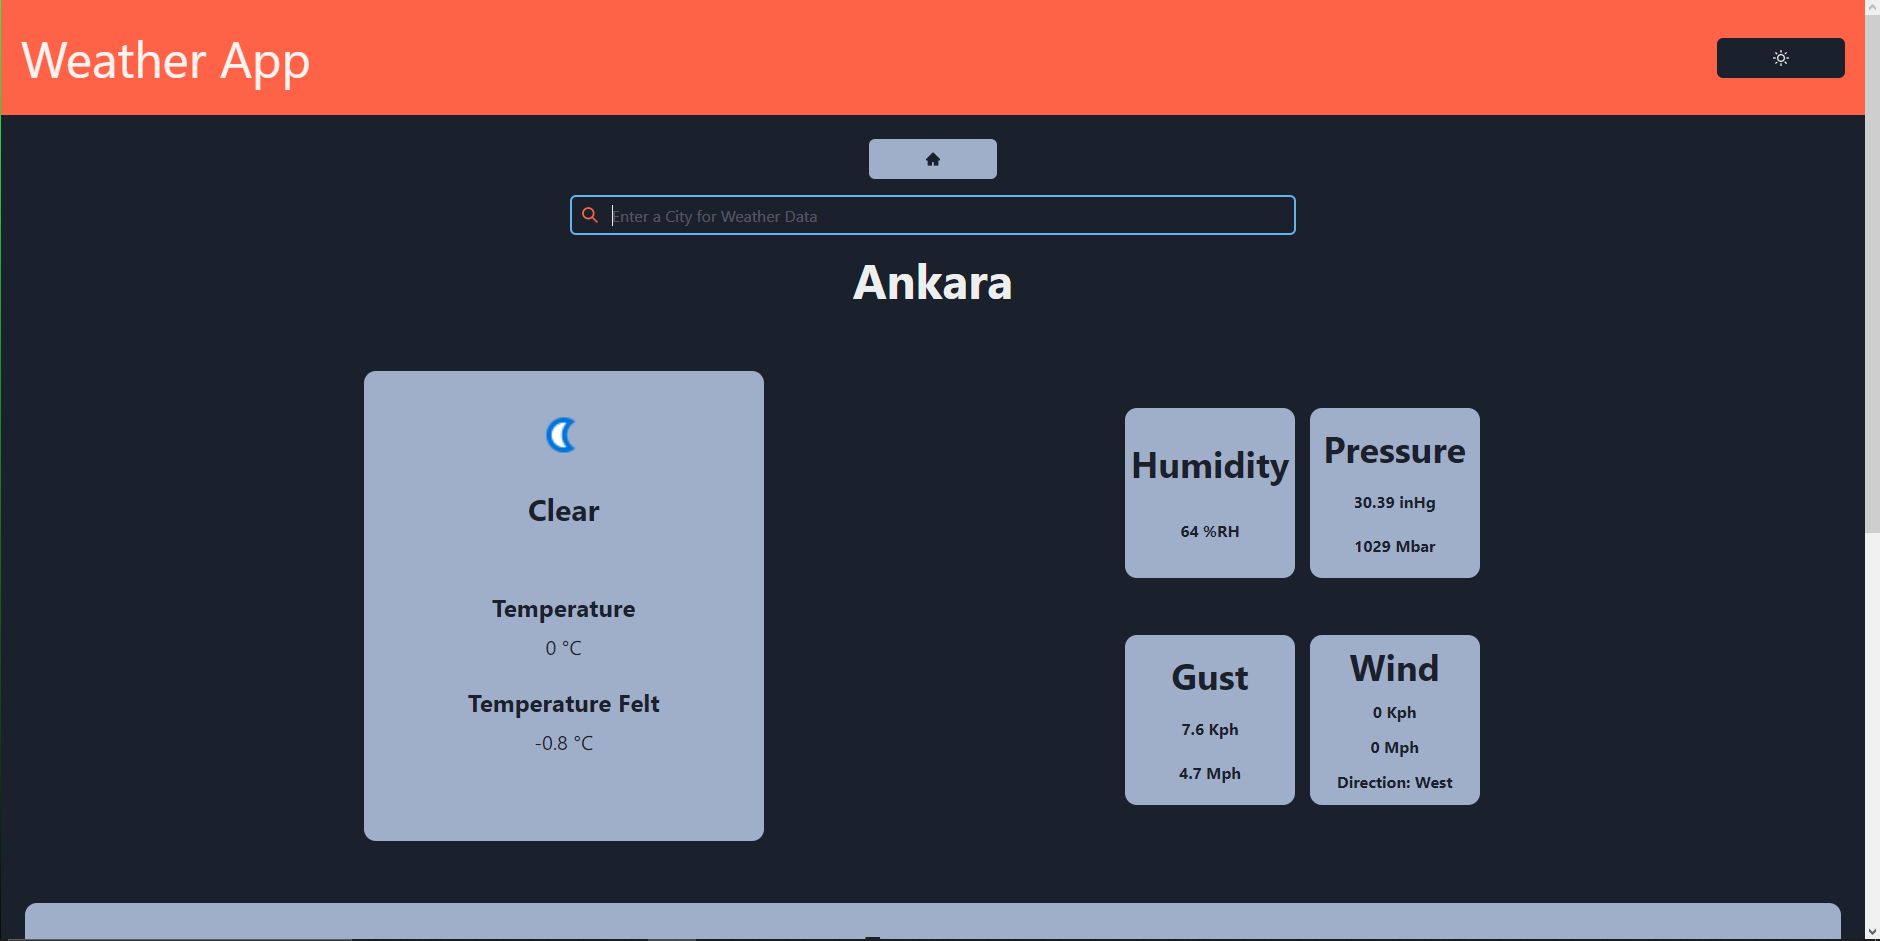 Weather App
Enter a City for Weather Data
Ankara
Clear
Temperature
0 °C
Temperature Felt
-0.8 °C
Humidity
64 %RH
Pressure
30.39 inHg
1029 Mbar
Gust
7.6 Kph
4.7 Mph
Wind
0 Kph
0 Mph
Direction: West